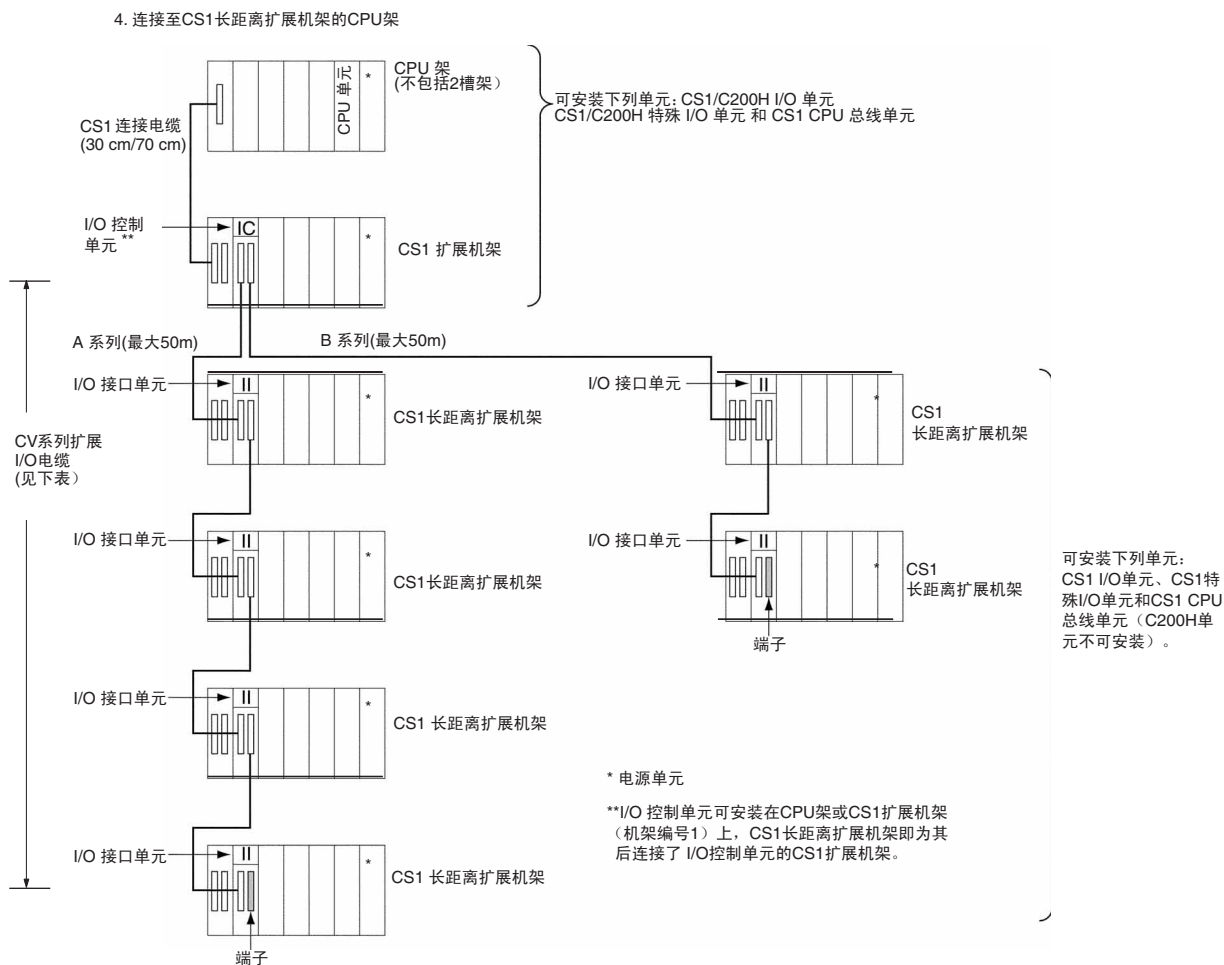 4. 连接至CS1长距离扩展机架的CPU架
CPU 单元
*
CPU 架
(不包括2槽架）
CS1 连接电缆
(30 cm/70 cm)
可安装下列单元: CS1/C200H I/O 单元
CS1/C200H 特殊 I/O 单元 和 CS1 CPU 总线单元
I/O 控制
单元 **
IC
*
CS1 扩展机架
A 系列(最大50m)
B 系列(最大50m)
CV系列扩展
I/O电缆
(见下表）
I/O 接口单元
II
*
CS1长距离扩展机架
I/O 接口单元
II
*
CS1
长距离扩展机架
I/O 接口单元
II
*
CS1长距离扩展机架
I/O 接口单元
II
*
CS1
长距离扩展机架
端子
可安装下列单元:
CS1 I/O单元、CS1特
殊I/O单元和CS1 CPU
总线单元（C200H单
元不可安装）。
I/O 接口单元
II
*
CS1 长距离扩展机架
I/O 接口单元
II
*
CS1 长距离扩展机架
端子
* 电源单元
**I/O 控制单元可安装在CPU架或CS1扩展机架
（机架编号1）上，CS1长距离扩展机架即为其
后连接了 I/O控制单元的CS1扩展机架。